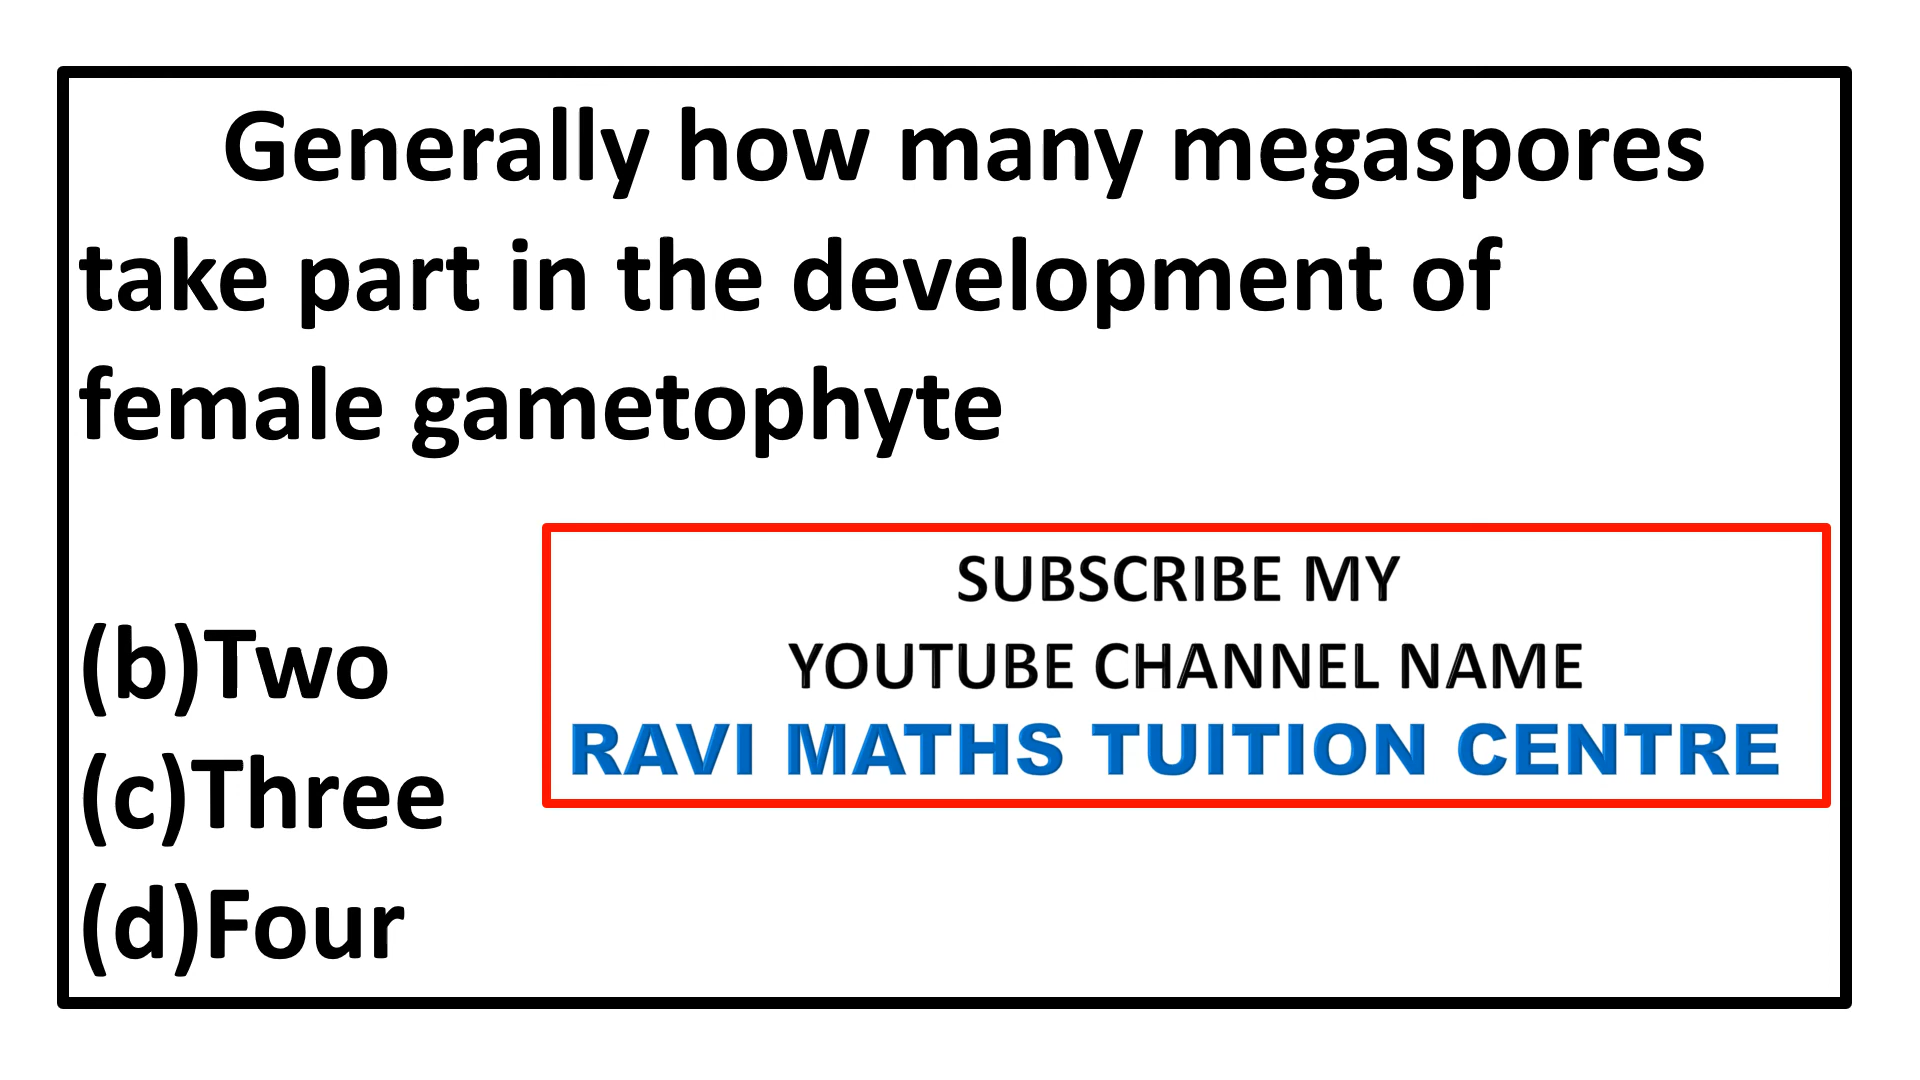 Generally how many megaspores
take part in the development of
female gametophyte
(b)Two
(c)Three
(d)Four
SUBSCRIBE MY
YOUTUBE CHANNEL NAME
RAVI MATHS TUITION CENTRE